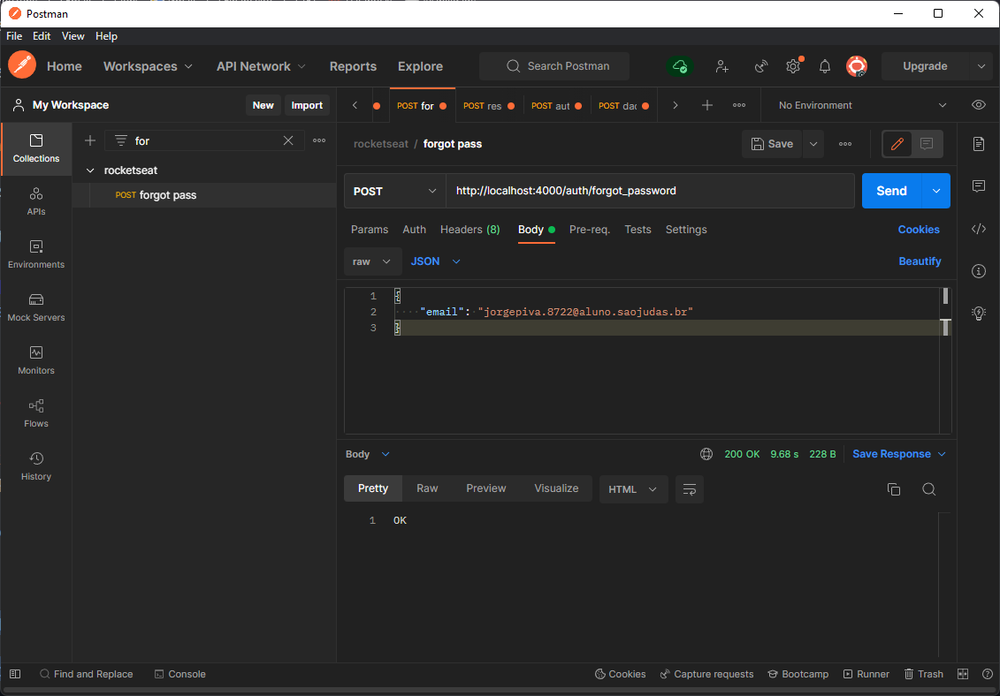 Postman
File Edit View Help
Home Workspaces API Network Reports Explore Search Postman Upgrade
My Workspace New Import POST for POST res POST aut POST dac No Environment
for rocketseat / forgot pass Save
Collections
rocketseat
POST forgot pass
POST http://localhost:4000/auth/forgot_password Send
APIs
Params Auth Headers (8) Body Pre-req. Tests Settings Cookies
Environments
raw JSON Beautify
1 {
2 "email": "jorgepiva.8722@aluno.saojudas.br"
3 }
Mock Servers
Monitors
Flows
History
Body 200 OK 9.68 s 228 B Save Response
Pretty Raw Preview Visualize HTML
1 OK
Find and Replace Console Cookies Capture requests Bootcamp Runner Trash